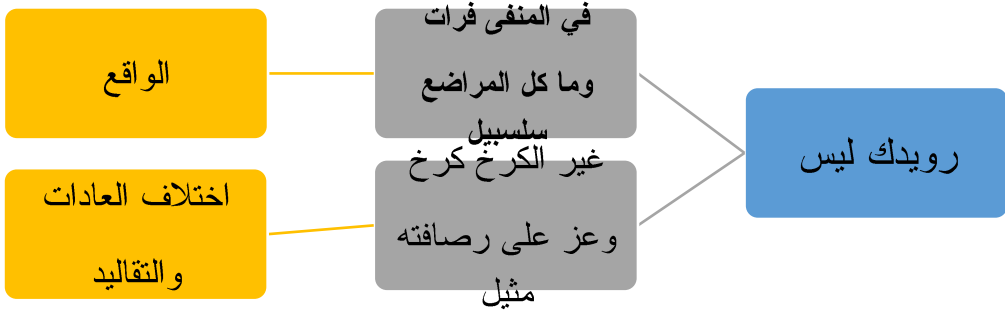 رويدك ليس
في المنفى فرات
وما كل المراضع
سلسبيل
الواقع
غير الكرخ كرخ
وعز على رصافته
مثيل
اختلاف العادات
والتقاليد